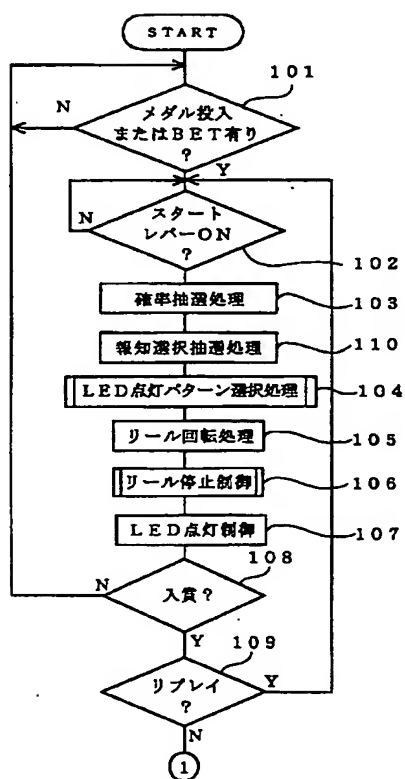 START
101
N
メダル投入
またはBET有り
?
Y
スタート
レバーON
?
N
102
確率抽選処理
103
報知選択抽選処理
110
LED点灯パターン選択処理
104
リール回転処理
105
リール停止制御
106
LED点灯制御
107
108
N
入賞?
Y
109
リプレイ
?
Y
N
1